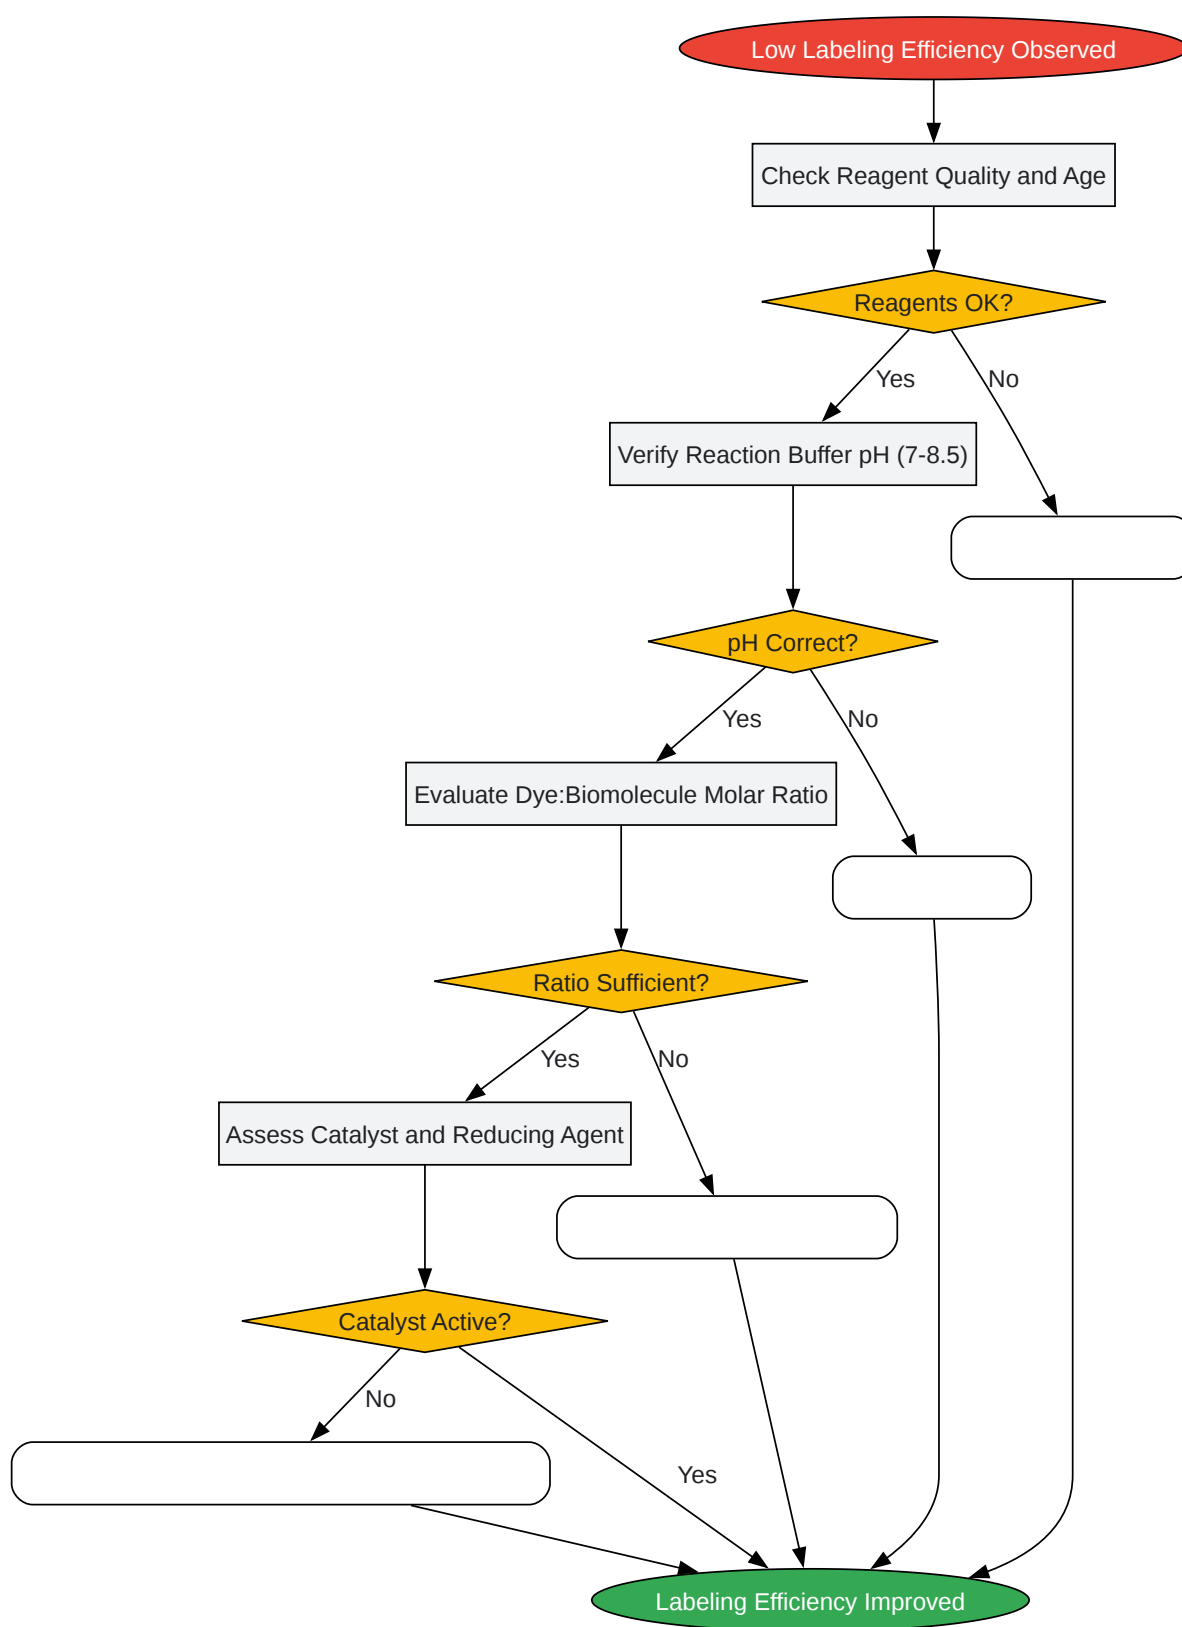 Low Labeling Efficiency Observed
Check Reagent Quality and Age
Reagents OK?
Yes
No
Verify Reaction Buffer pH (7-8.5)
pH Correct?
Yes
No
Evaluate Dye:Biomolecule Molar Ratio
Ratio Sufficient?
Yes
No
Assess Catalyst and Reducing Agent
Catalyst Active?
No
Yes
Labeling Efficiency Improved